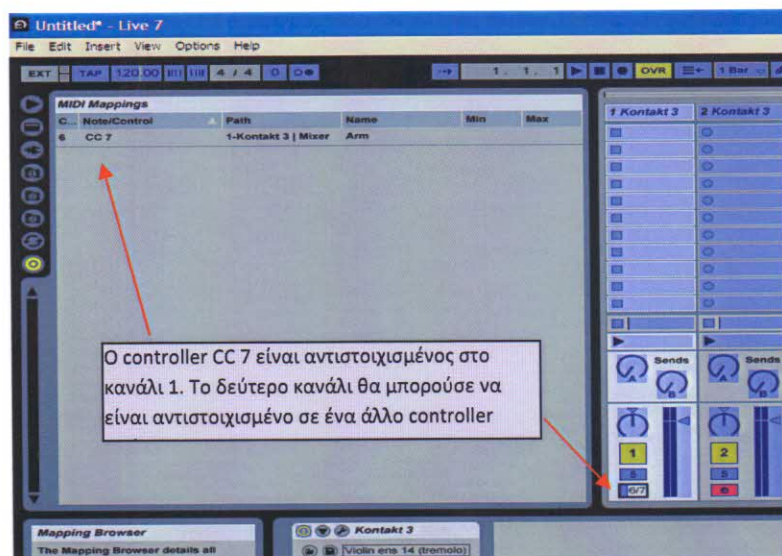 Untitled* - Live 7
File Edit Insert View Options Help
EXT TAP 120.00 4 / 4 0 1. 1. 1 OVR 1 Bar
MIDI Mappings
C... Note/Control Path Name Min Max
6 CC 7 1-Kontakt 3 | Mixer Arm
1 Kontakt 3 2 Kontakt 3
Ο controller CC 7 είναι αντιστοιχισμένος στο
κανάλι 1. Το δεύτερο κανάλι θα μπορούσε να
είναι αντιστοιχισμένο σε ένα άλλο controller
Sends Sends
A B A B
1 2
S S
6/7
Mapping Browser
The Mapping Browser details all
Kontakt 3
Violin ens 14 (tremolo)